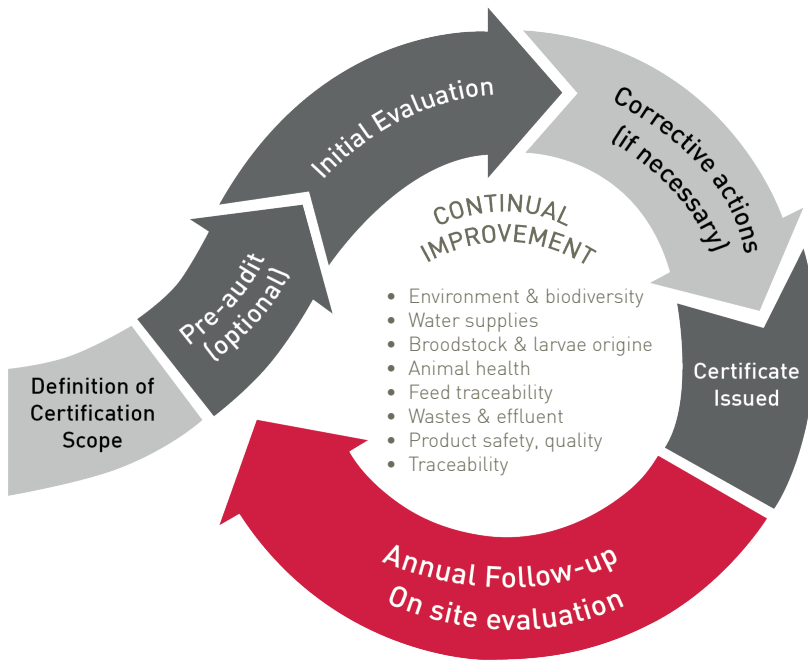 Definition of
Certification
Scope
Pre-audit
(optional)
Initial Evaluation
Corrective actions
(if necessary)
Certificate
Issued
Annual Follow-up
On site evaluation
CONTINUAL
IMPROVEMENT
• Environment & biodiversity
• Water supplies
• Broodstock & larvae origine
• Animal health
• Feed traceability
• Wastes & effluent
• Product safety, quality
• Traceability